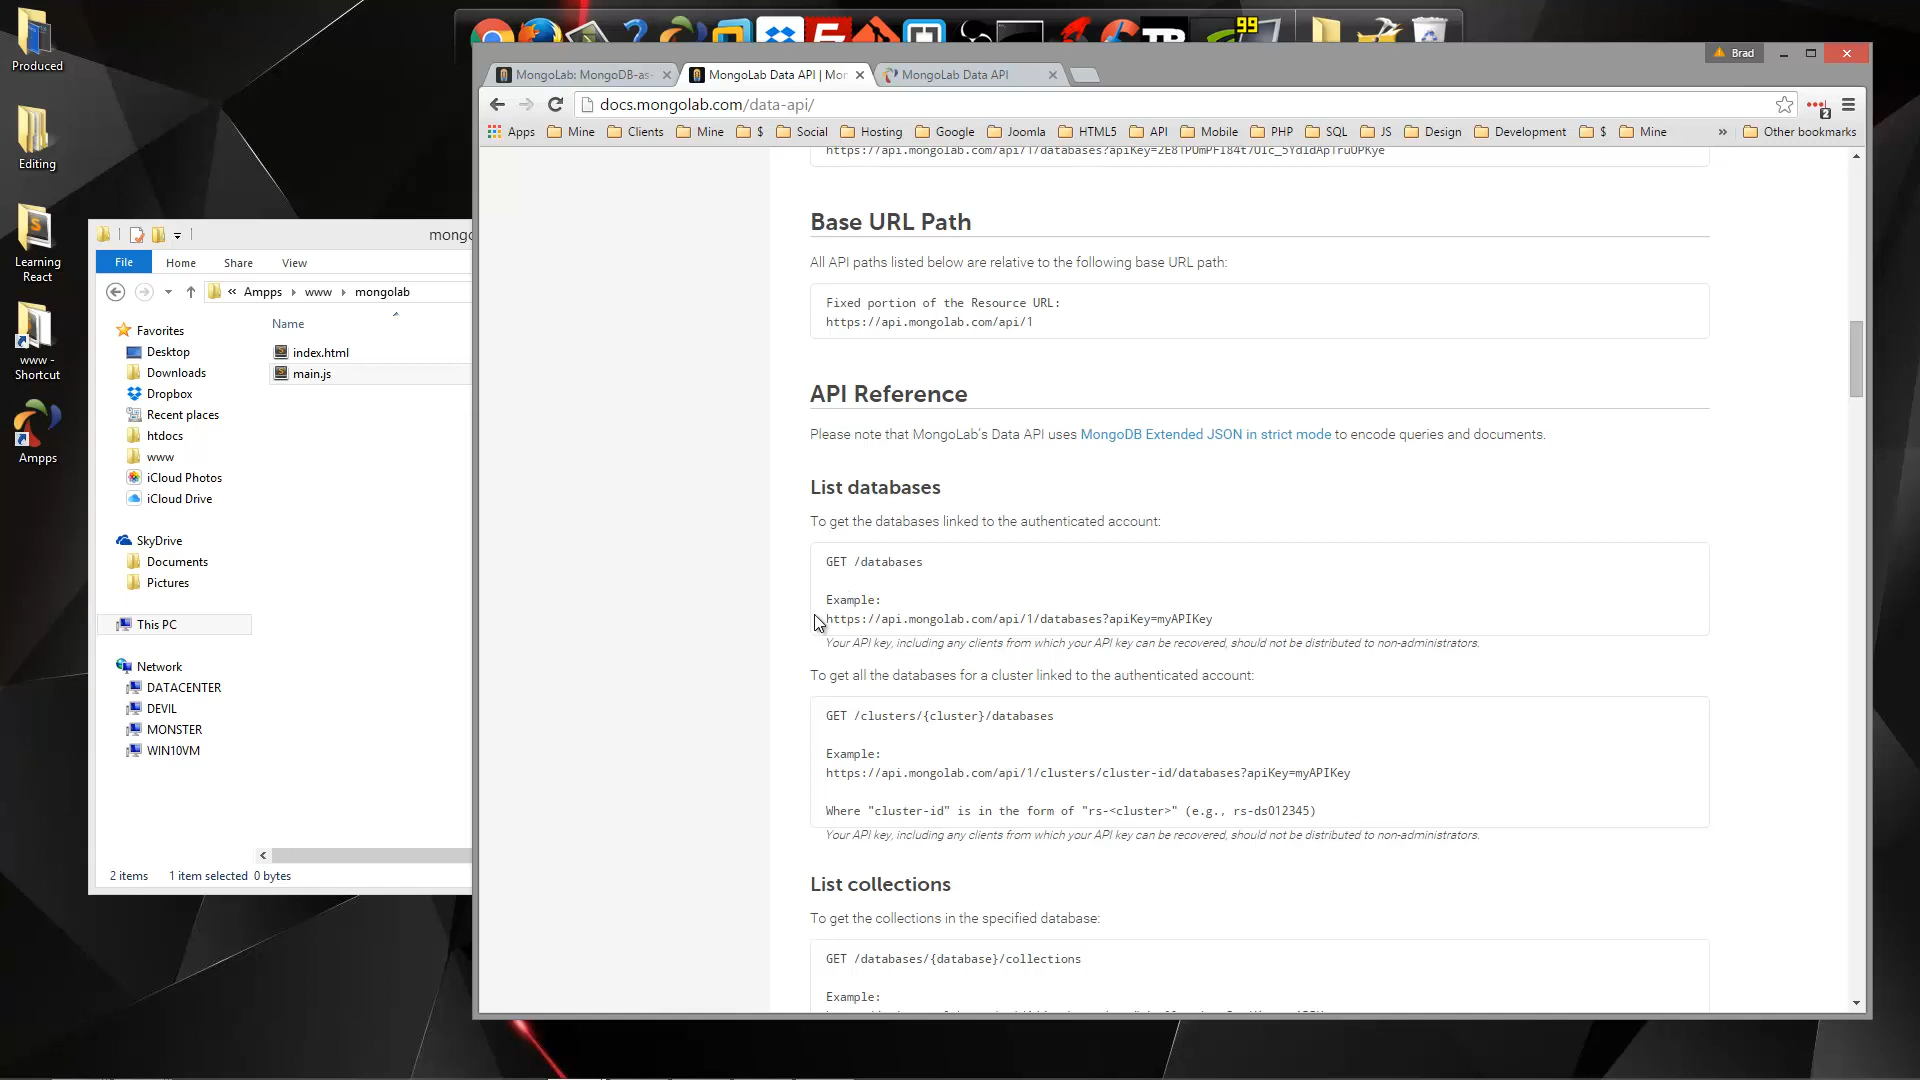 Produced
Editing
Learning
React
www -
Shortcut
Ampps
99
Brad
MongoLab: MongoDB-as-
MongoLab Data API | Mon
MongoLab Data API
docs.mongolab.com/data-api/
2
Apps
Mine
Clients
Mine
$
Social
Hosting
Google
Joomla
HTML5
API
Mobile
PHP
SQL
JS
Design
Development
$
Mine
»
Other bookmarks
Base URL Path
All API paths listed below are relative to the following base URL path:
Fixed portion of the Resource URL:
https://api.mongolab.com/api/1
API Reference
Please note that MongoLab's Data API uses MongoDB Extended JSON in strict mode to encode queries and documents.
List databases
To get the databases linked to the authenticated account:
GET /databases
Example:
https://api.mongolab.com/api/1/databases?apiKey=myAPIKey
Your API key, including any clients from which your API key can be recovered, should not be distributed to non-administrators.
To get all the databases for a cluster linked to the authenticated account:
GET /clusters/{cluster}/databases
Example:
https://api.mongolab.com/api/1/clusters/cluster-id/databases?apiKey=myAPIKey
Where "cluster-id" is in the form of "rs-<cluster>" (e.g., rs-ds012345)
Your API key, including any clients from which your API key can be recovered, should not be distributed to non-administrators.
List collections
To get the collections in the specified database:
GET /databases/{database}/collections
Example:
mongo
File
Home
Share
View
« Ampps › www › mongolab
Name
index.html
main.js
Favorites
Desktop
Downloads
Dropbox
Recent places
htdocs
www
iCloud Photos
iCloud Drive
SkyDrive
Documents
Pictures
This PC
Network
DATACENTER
DEVIL
MONSTER
WIN10VM
2 items
1 item selected 0 bytes